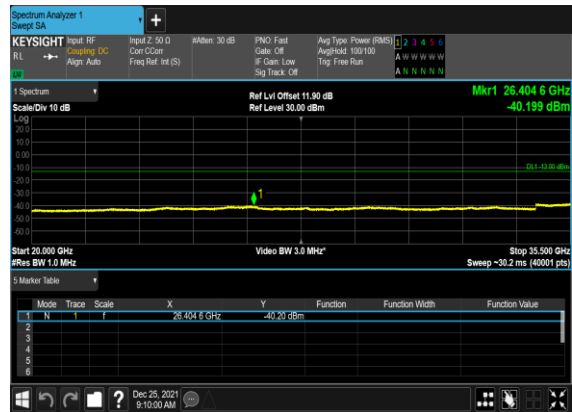 Spectrum Analyzer 1
Swept SA
KEYSIGHT Input: RF Input Z: 50 Ω #Atten: 30 dB PNO: Fast Avg Type: Power (RMS) 1 2 3 4 5 6
RL Coupling: DC Corr CCorr Gate: Off Avg|Hold: 100/100 A W W W W W
Align: Auto Freq Ref: Int (S) IF Gain: Low Trig: Free Run
LW Sig Track: Off A N N N N N
1 Spectrum Ref Lvl Offset 11.90 dB Mkr1 26.404 6 GHz
Scale/Div 10 dB Ref Level 30.00 dBm -40.199 dBm
Log
20.0
10.0
0.00
-10.0 DL1 -13.00 dBm
-20.0
-30.0 1
-40.0
-50.0
-60.0
Start 20.000 GHz Video BW 3.0 MHz* Stop 35.500 GHz
#Res BW 1.0 MHz Sweep ~30.2 ms (40001 pts)
5 Marker Table
Mode Trace Scale X Y Function Function Width Function Value
1 N 1 f 26.404 6 GHz -40.20 dBm
2
3
4
5
6
? Dec 25, 2021
9:10:00 AM